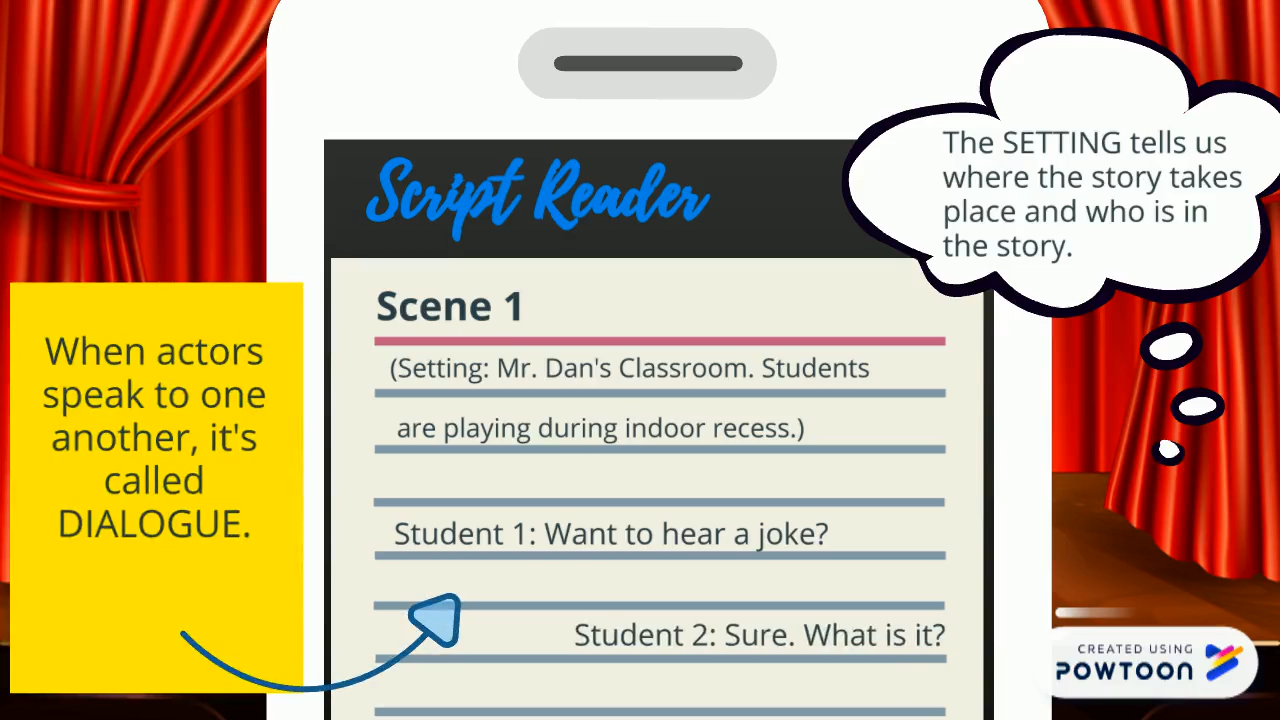 Script Reader
The SETTING tells us
where the story takes
place and who is in
the story.
Scene 1
(Setting: Mr. Dan's Classroom. Students
are playing during indoor recess.)
When actors
speak to one
another, it's
called
DIALOGUE.
Student 1: Want to hear a joke?
Student 2: Sure. What is it?
CREATED USING
POWTOON